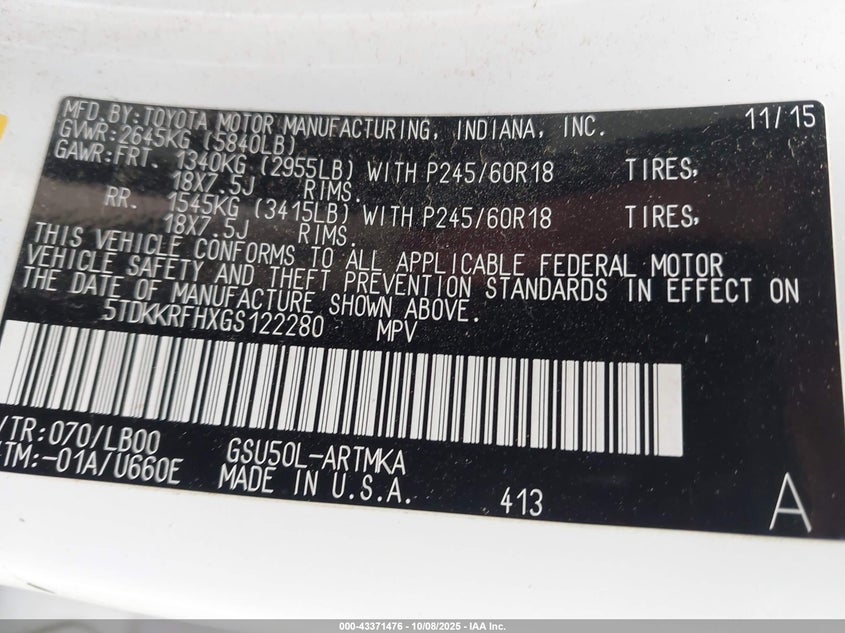 MFD. BY: TOYOTA MOTOR MANUFACTURING, INDIANA, INC. 11/15
GVWR: 2645KG (5840LB)
GAWR: FRT. 1340KG (2955LB) WITH P245/60R18 TIRES,
18X7.5J RIMS.
RR. 1545KG (3415LB) WITH P245/60R18 TIRES,
18X7.5J RIMS.
THIS VEHICLE CONFORMS TO ALL APPLICABLE FEDERAL MOTOR
VEHICLE SAFETY AND THEFT PREVENTION STANDARDS IN EFFECT ON
THE DATE OF MANUFACTURE SHOWN ABOVE.
5TDKKRFHXGS122280 MPV
/TR:070/LB00 GSU50L-ARTMKA
TM:-01A/U660E MADE IN U.S.A. 413 A
000-43371476 - 10/08/2025 - IAA Inc.